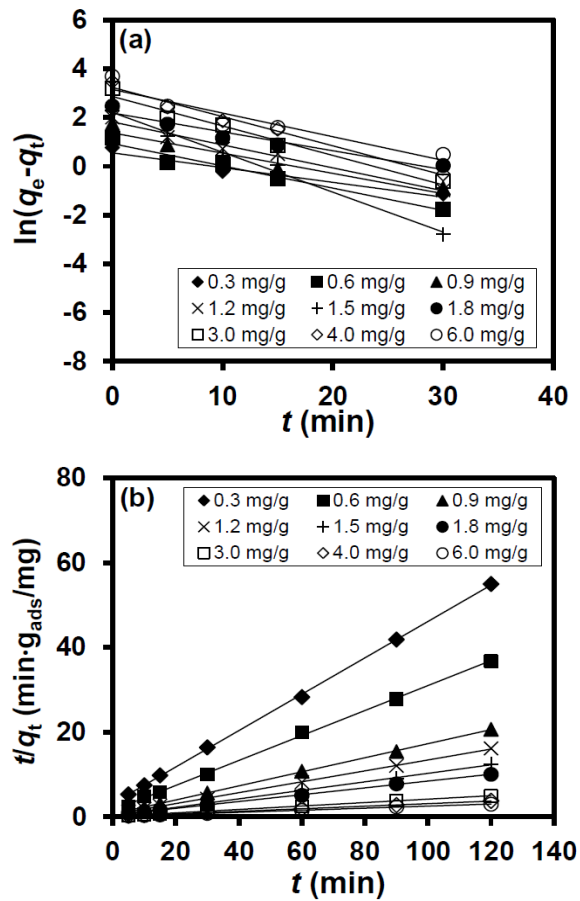 (a)
ln(qe-qt)
6
4
2
0
-2
-4
-6
-8
0.3 mg/g 0.6 mg/g 0.9 mg/g
1.2 mg/g 1.5 mg/g 1.8 mg/g
3.0 mg/g 4.0 mg/g 6.0 mg/g
0 10 20 30 40
t (min)
(b)
t/qt (min·gads/mg)
80
60
40
20
0
0.3 mg/g 0.6 mg/g 0.9 mg/g
1.2 mg/g 1.5 mg/g 1.8 mg/g
3.0 mg/g 4.0 mg/g 6.0 mg/g
0 20 40 60 80 100 120 140
t (min)